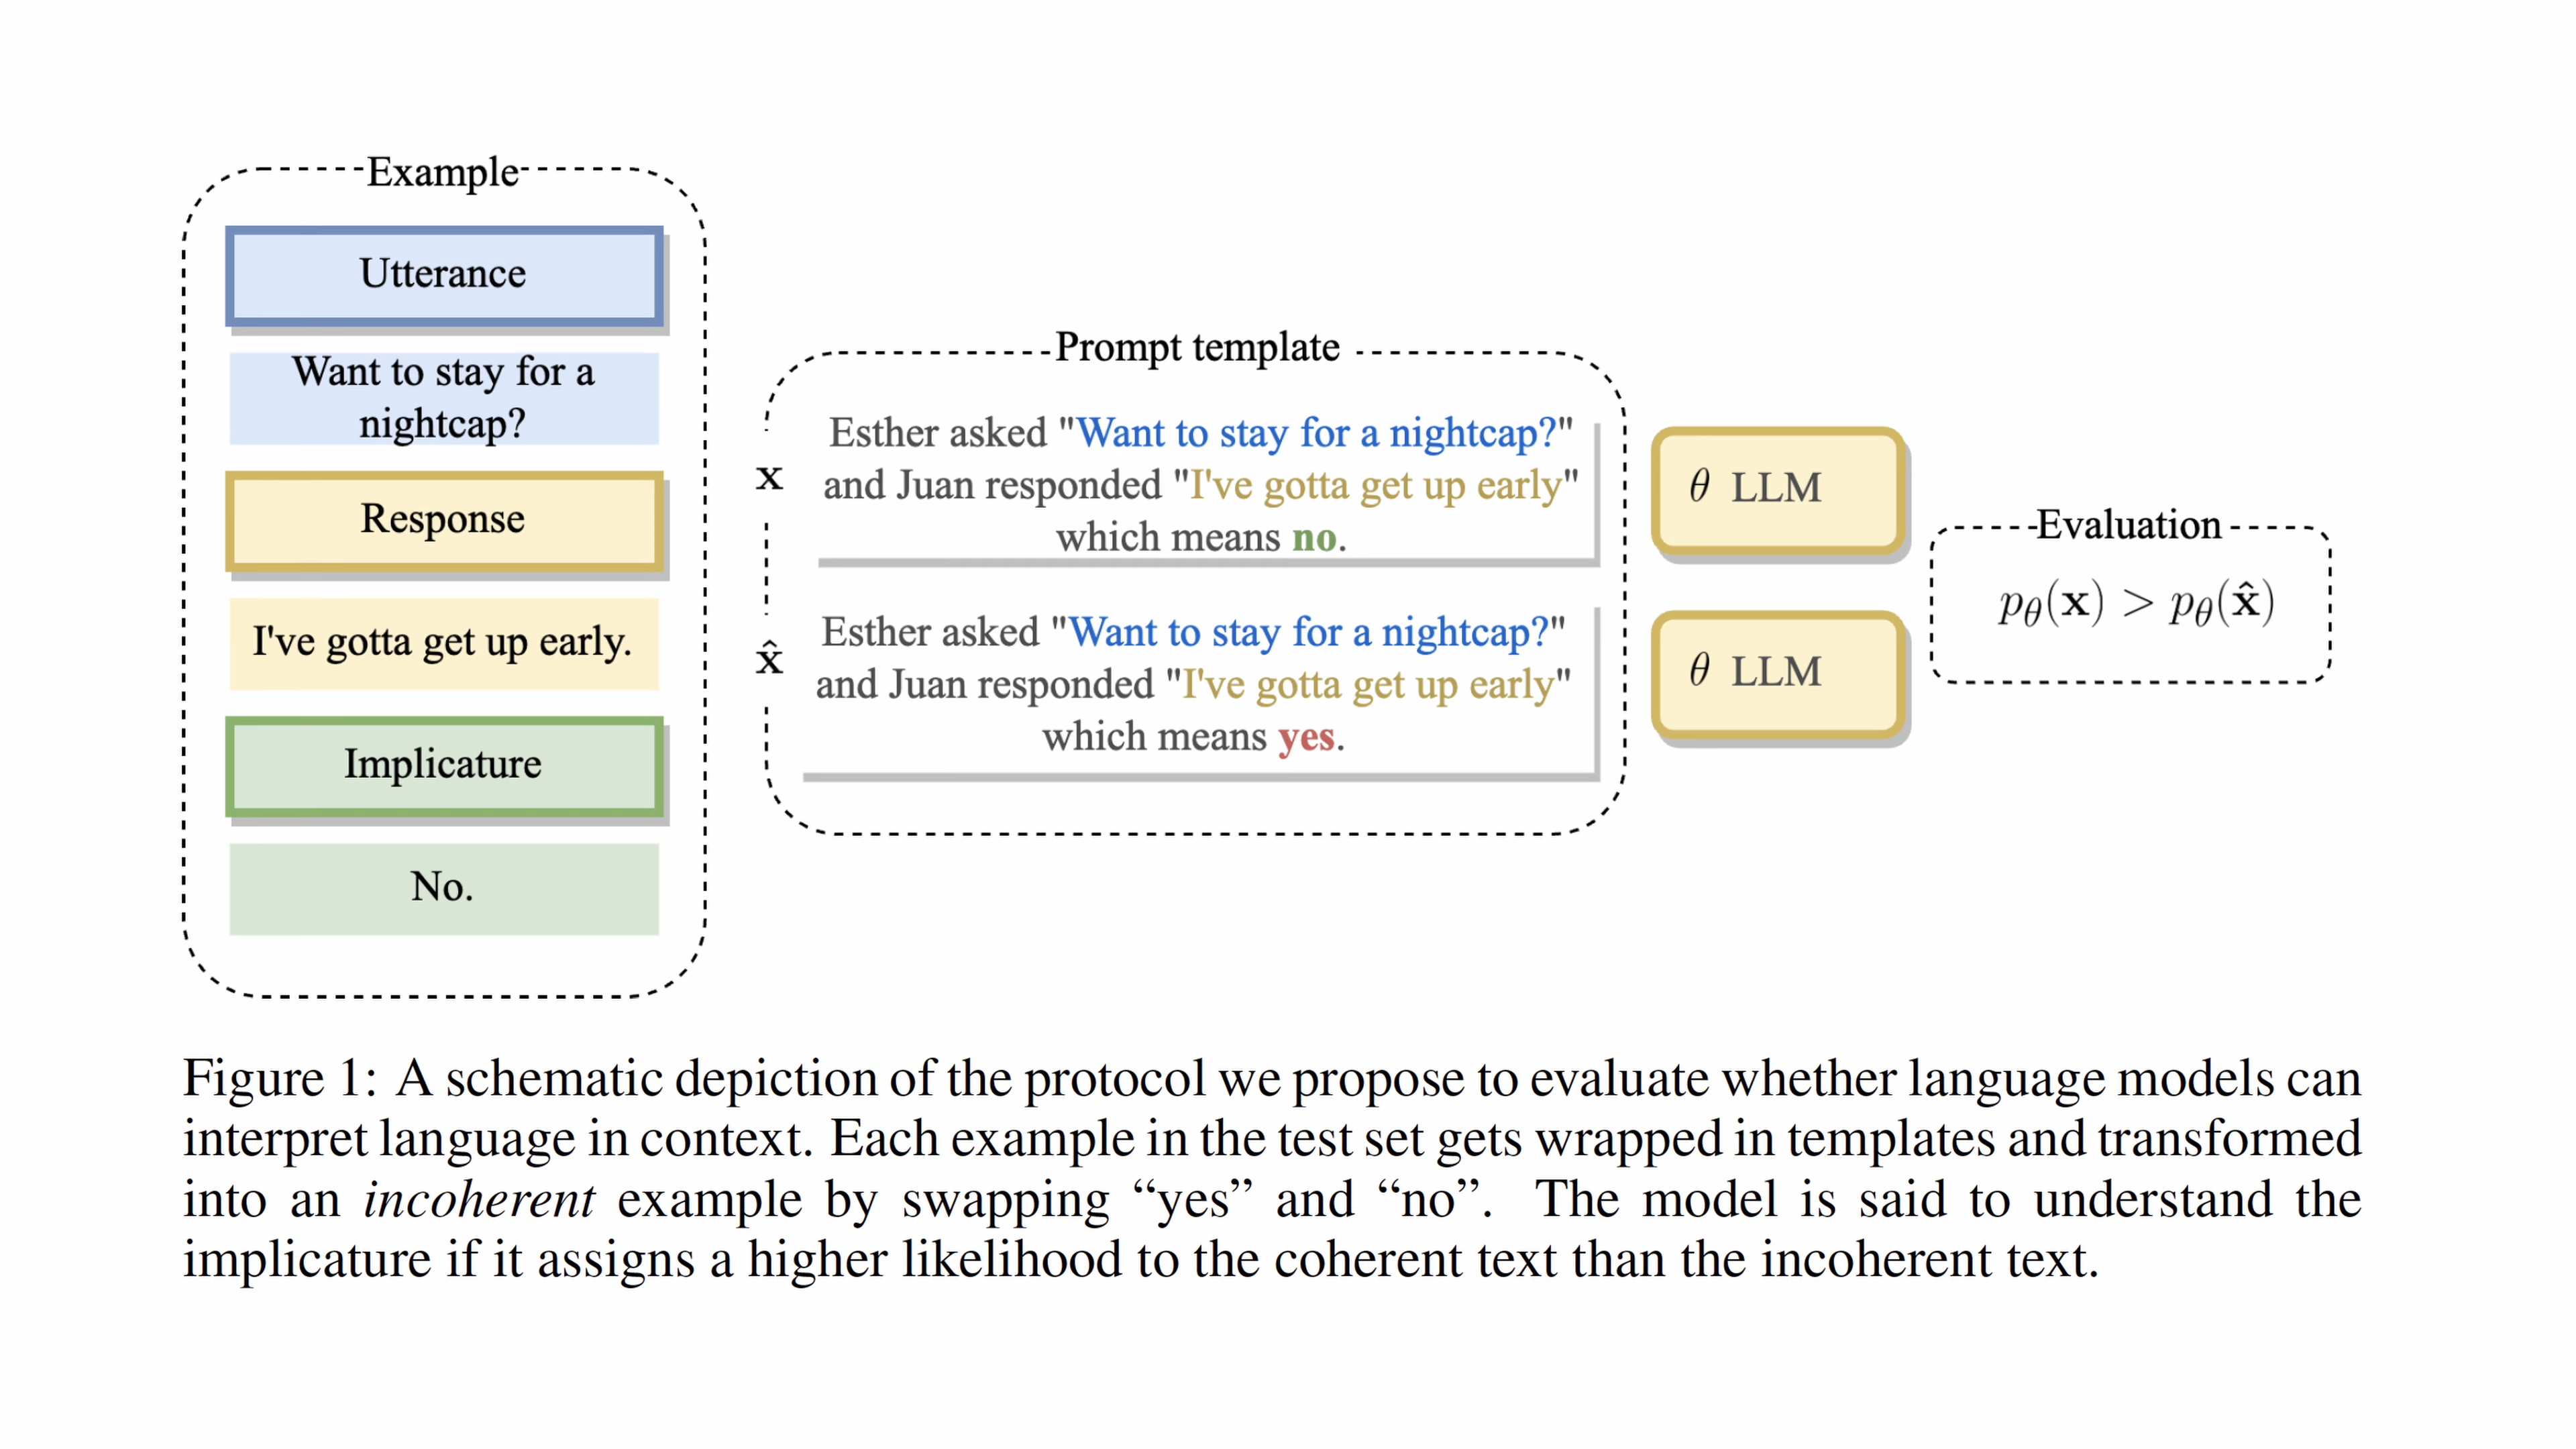 Example
Utterance
Want to stay for a
nightcap?
Response
I've gotta get up early.
Implicature
No.
Prompt template
x
Esther asked "Want to stay for a nightcap?"
and Juan responded "I've gotta get up early"
which means no.
x̂
Esther asked "Want to stay for a nightcap?"
and Juan responded "I've gotta get up early"
which means yes.
θ LLM
θ LLM
Evaluation
pθ(x) > pθ(x̂)
Figure 1: A schematic depiction of the protocol we propose to evaluate whether language models can
interpret language in context. Each example in the test set gets wrapped in templates and transformed
into an incoherent example by swapping “yes” and “no”. The model is said to understand the
implicature if it assigns a higher likelihood to the coherent text than the incoherent text.